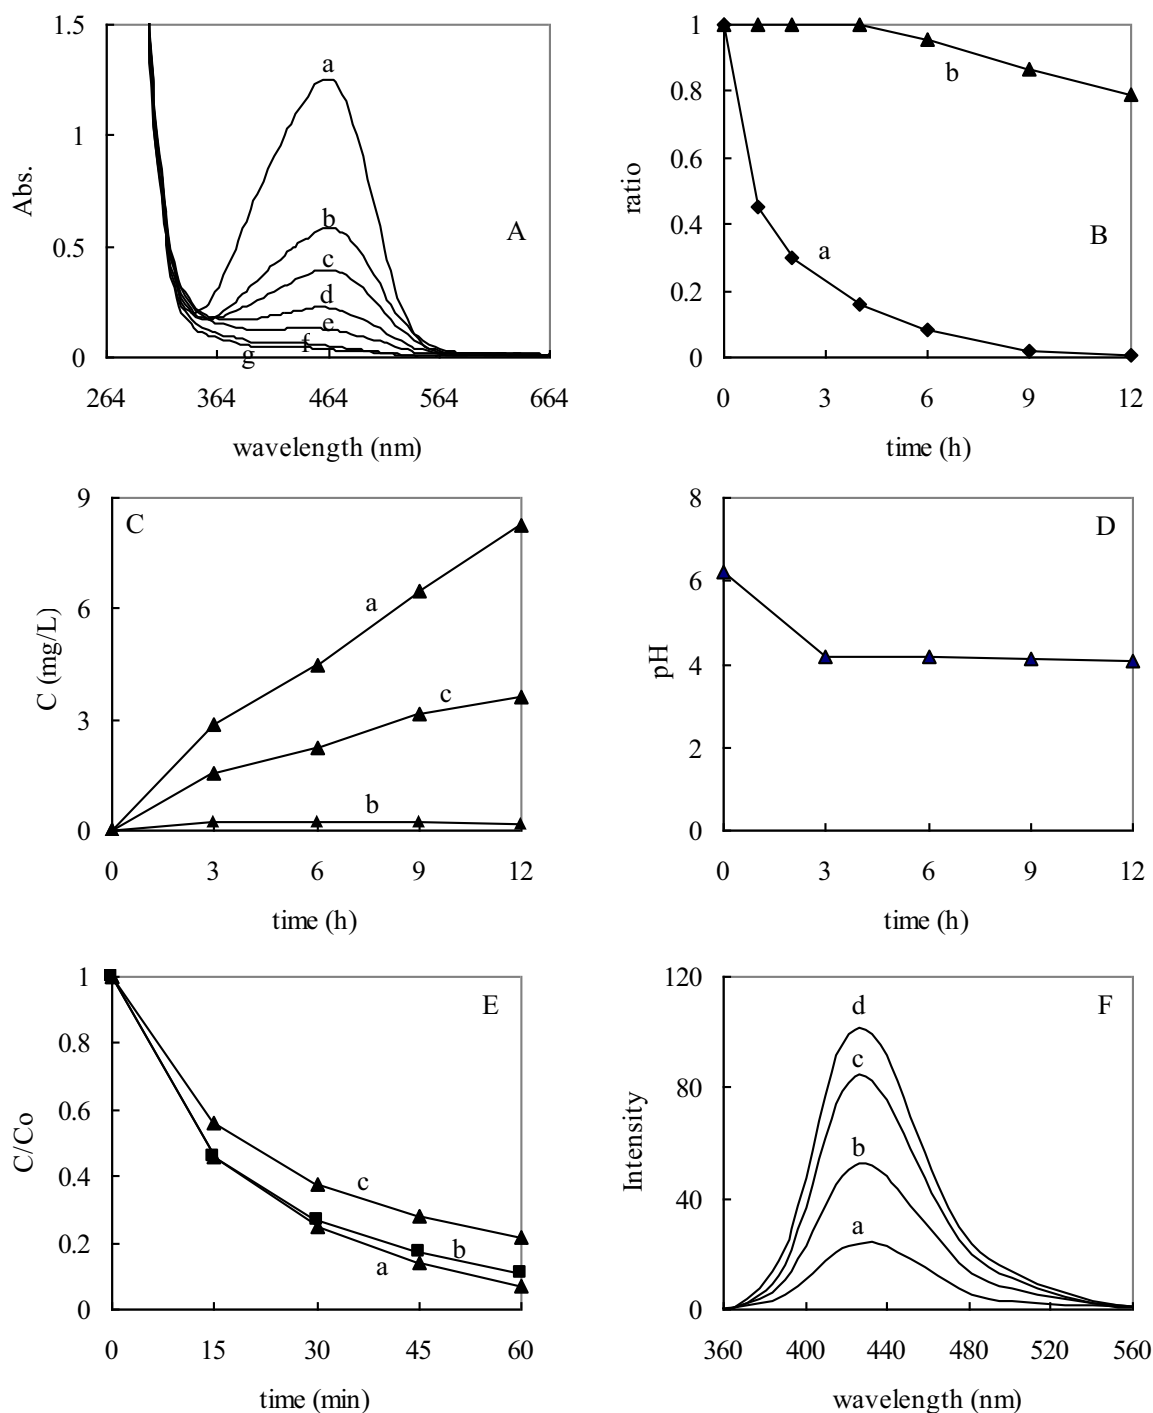 1.5
1
0.5
0
Abs.
a
b
c
d
e
f
g
A
264 364 464 564 664
wavelength (nm)
1
0.8
0.6
0.4
0.2
0
ratio
b
a
B
0 3 6 9 12
time (h)
9
6
3
0
C (mg/L)
C
a
c
b
0 3 6 9 12
time (h)
8
6
4
2
0
pH
D
0 3 6 9 12
time (h)
1
0.8
0.6
0.4
0.2
0
C/Co
E
c
b
a
0 15 30 45 60
time (min)
120
80
40
0
Intensity
d
c
b
a
F
360 400 440 480 520 560
wavelength (nm)